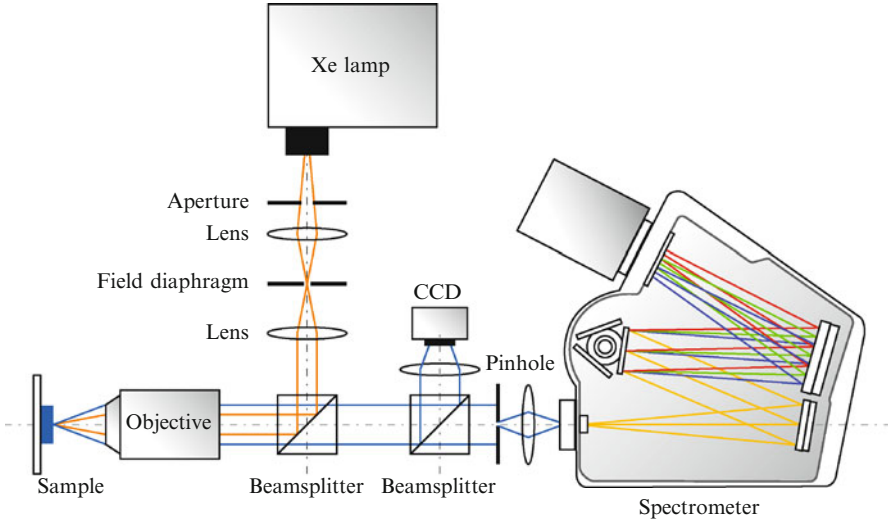 Xe lamp
Aperture
Lens
Field diaphragm
CCD
Lens
Pinhole
Objective
Sample
Beamsplitter
Beamsplitter
Spectrometer